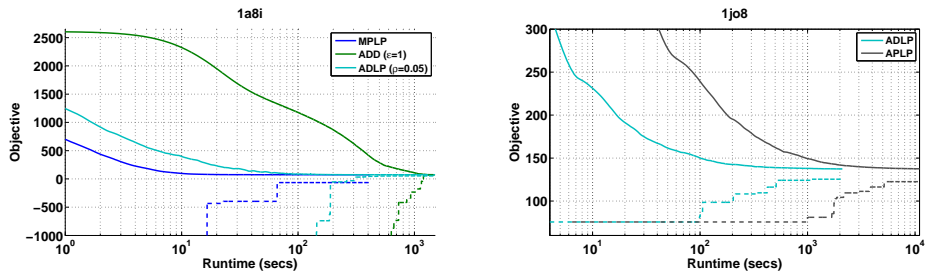 1a8i
2500
2000
1500
1000
500
0
−500
−1000
Objective
10^0
10^1
10^2
10^3
Runtime (secs)
MPLP
ADD (ε=1)
ADLP (ρ=0.05)
1jo8
300
250
200
150
100
Objective
10^1
10^2
10^3
10^4
Runtime (secs)
ADLP
APLP